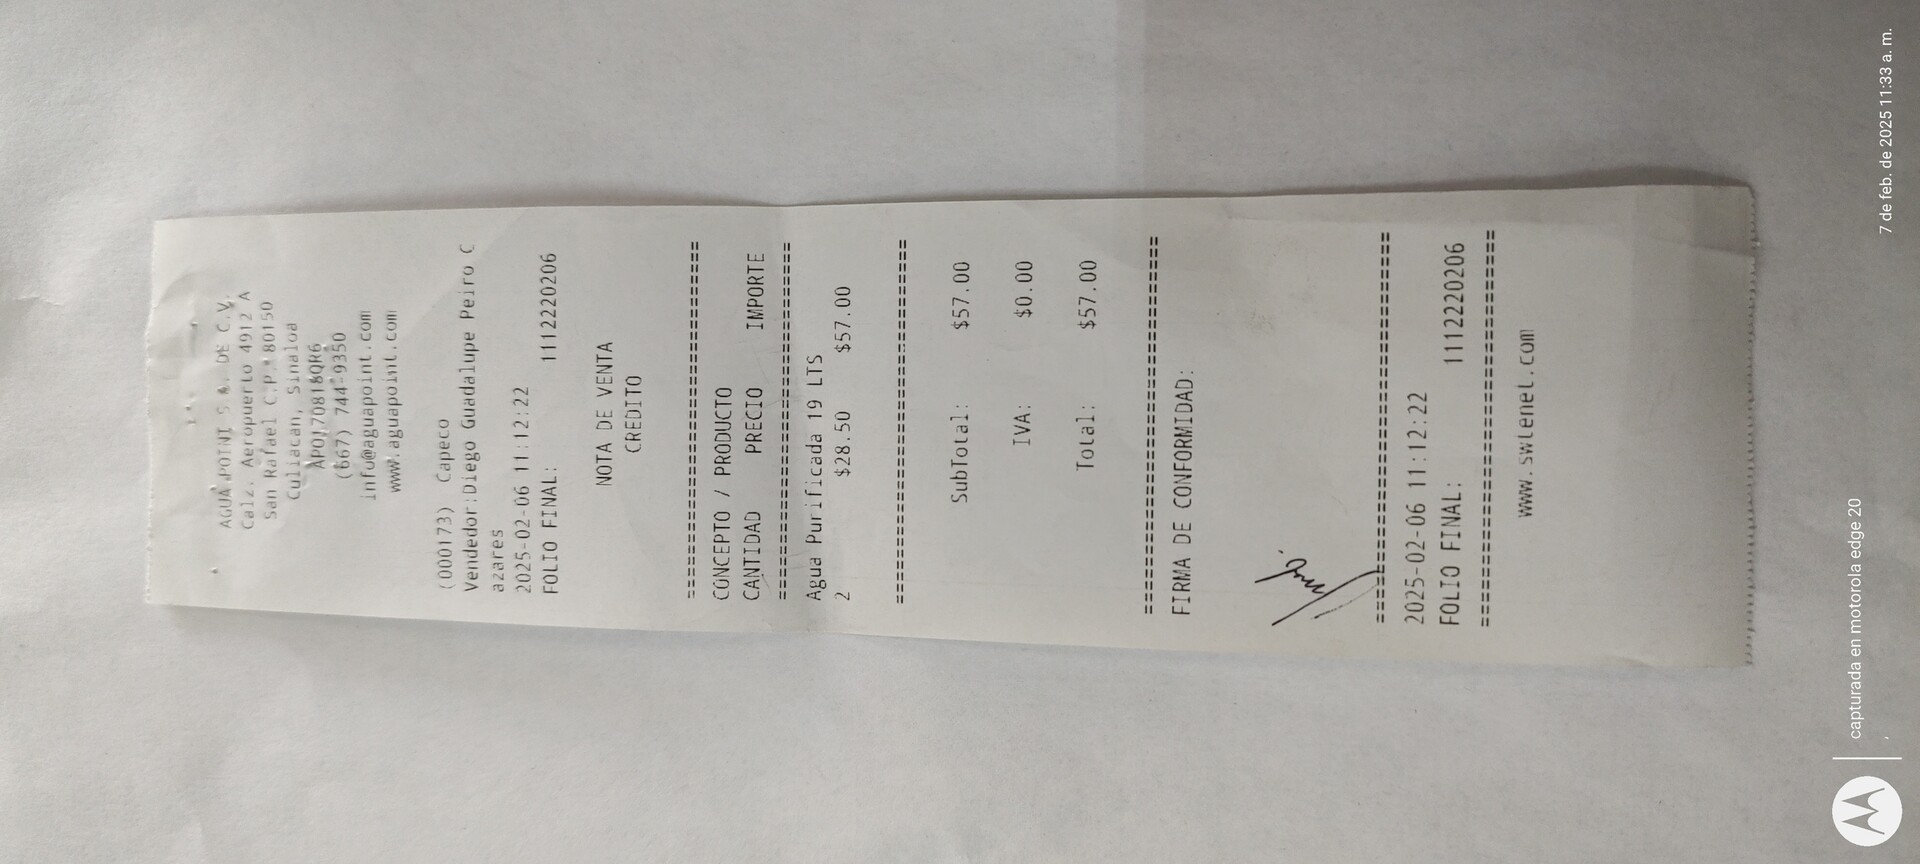 AGUA POINT S.A. DE C.V.
Calz. Aeropuerto 4912 A
San Rafael C.P. 80150
Culiacan, Sinaloa
APO170818QR6
(667) 744-9350
info@aguapoint.com
www.aguapoint.com
(000173) Capeco
Vendedor:Diego Guadalupe Peiro C
azares
2025-02-06 11:12:22
FOLIO FINAL: 1112220206
NOTA DE VENTA
CREDITO
================================
CONCEPTO / PRODUCTO
CANTIDAD PRECIO IMPORTE
================================
Agua Purificada 19 LTS
2 $28.50 $57.00
================================
SubTotal: $57.00
IVA: $0.00
Total: $57.00
================================
FIRMA DE CONFORMIDAD:
================================
2025-02-06 11:12:22
FOLIO FINAL: 1112220206
================================
www.swtenet.com
capturada en motorola edge 20
7 de feb. de 2025 11:33 a. m.